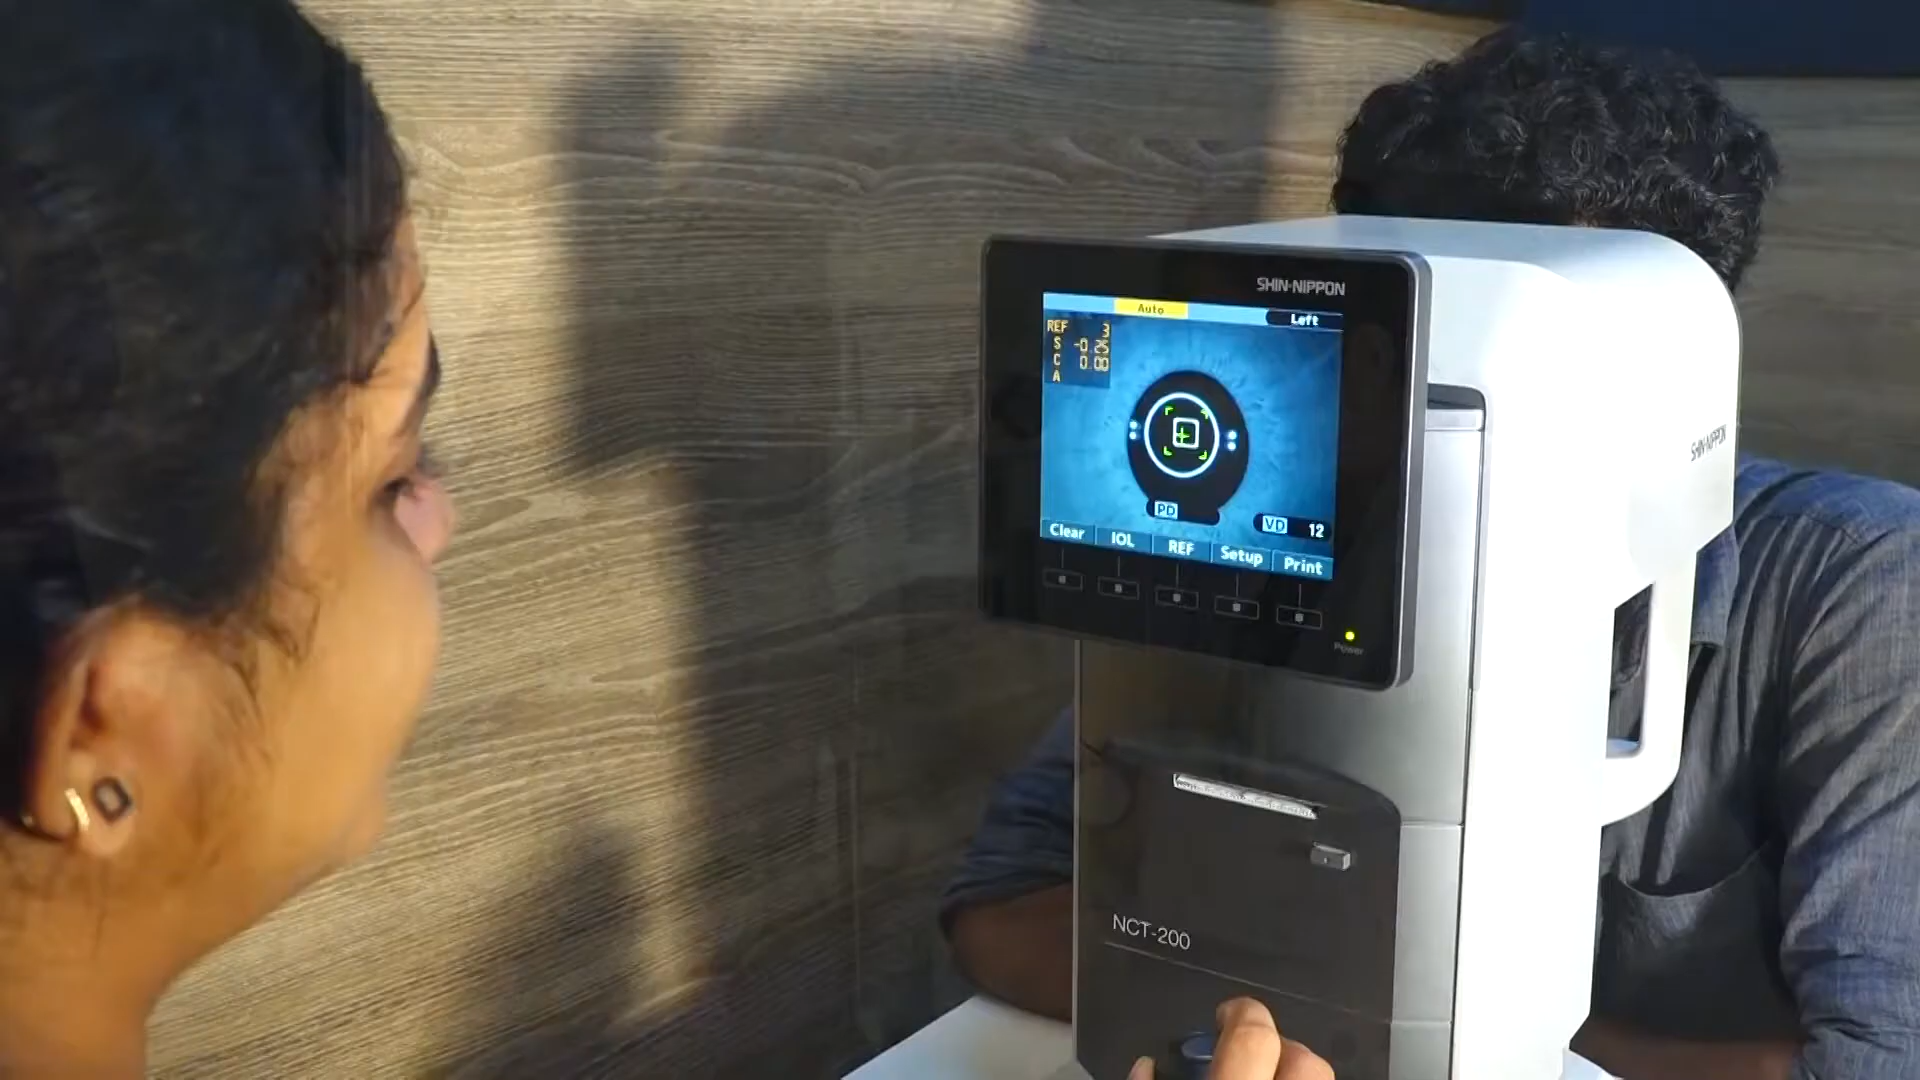 SHIN-NIPPON
Auto
Left
REF 3
S -0.25
C 0.00
A
PD
VD 12
Clear IOL REF Setup Print
Power
SHIN-NIPPON
NCT-200